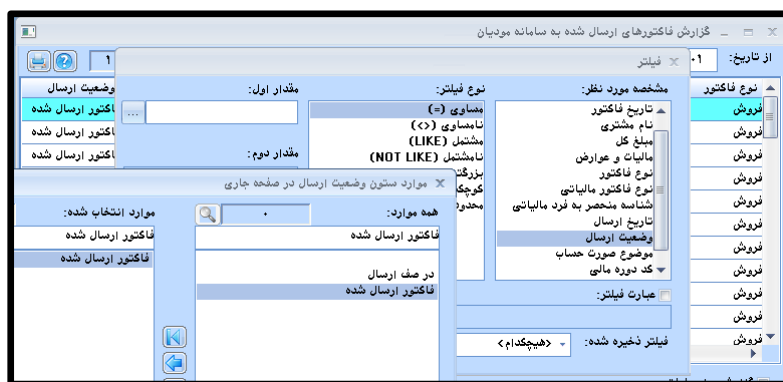 گزارش فاکتورهای ارسال شده به سامانه مودیان
از تاریخ:
۰۱
۱
نوع فاکتور
وضعیت ارسال
فروش
فروش
فروش
فروش
فروش
فروش
فروش
فروش
فروش
فروش
فروش
فاکتور ارسال شده
فاکتور ارسال شده
فاکتور ارسال شده
فیلتر
مشخصه مورد نظر:
تاریخ فاکتور
نام مشتری
مبلغ کل
مالیات و عوارض
نوع فاکتور
نوع فاکتور مالیاتی
شناسه منحصر به فرد مالیاتی
تاریخ ارسال
وضعیت ارسال
موضوع صورت حساب
کد دوره مالی
نوع فیلتر:
مساوی (=)
نامساوی (<>)
مشتمل (LIKE)
نامشتمل (NOT LIKE)
مقدار اول:
...
مقدار دوم:
عبارت فیلتر:
فیلتر ذخیره شده:
<هیچکدام>
موارد ستون وضعیت ارسال در صفحه جاری
همه موارد:
۰
فاکتور ارسال شده
در صف ارسال
فاکتور ارسال شده
موارد انتخاب شده:
فاکتور ارسال شده
فاکتور ارسال شده